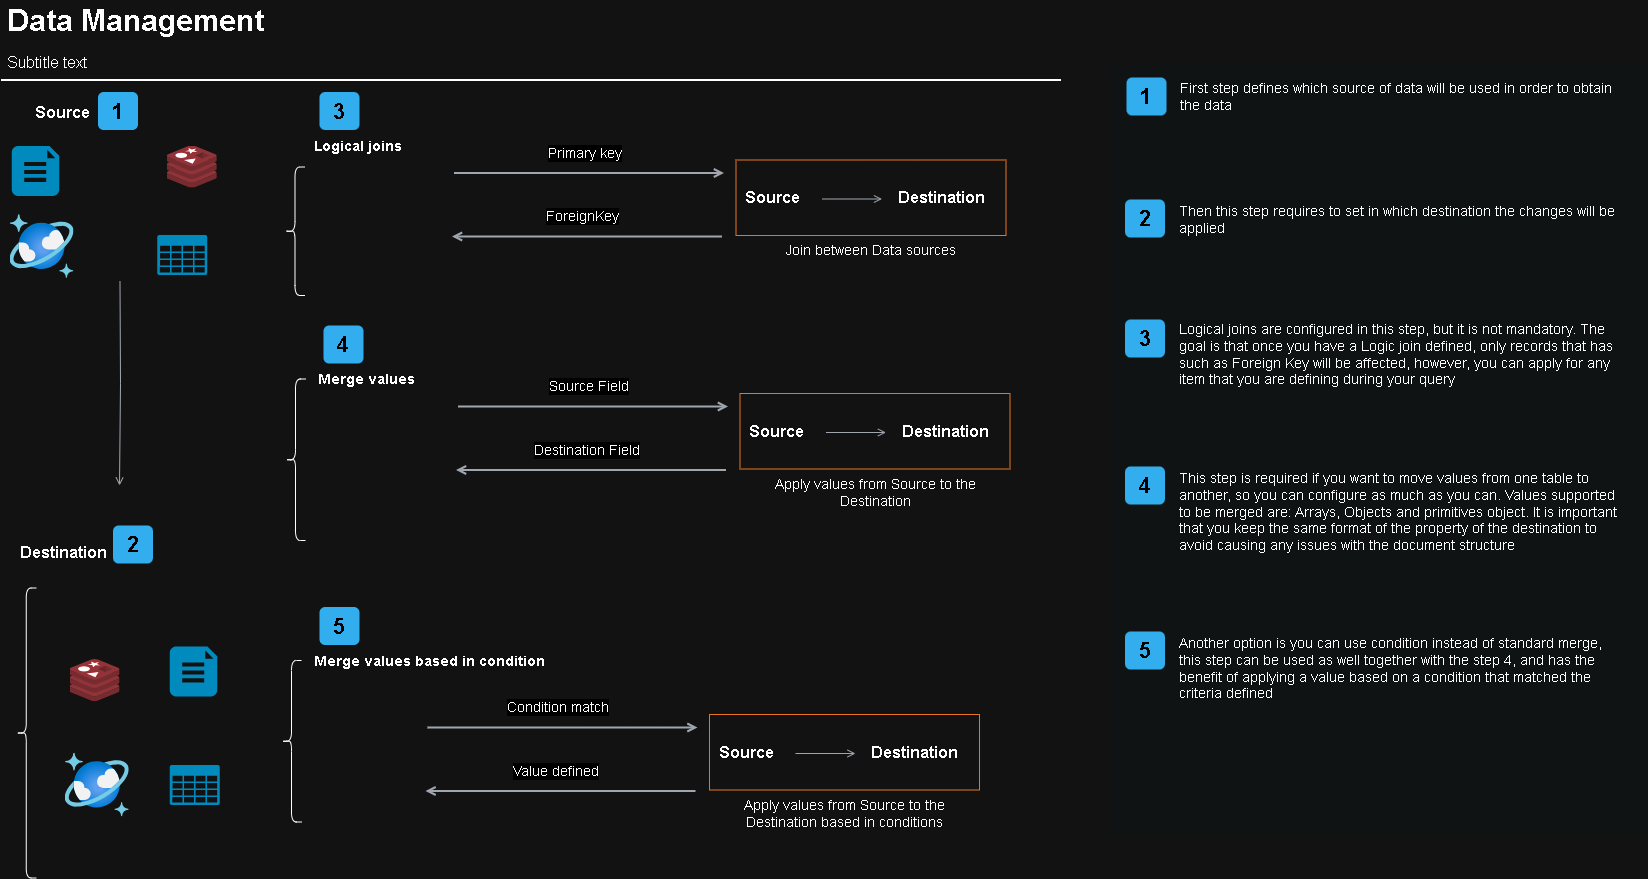 Data Management
Subtitle text
Source 1
3
Logical joins
Primary key
ForeignKey
Source
Destination
Join between Data sources
4
Merge values
Source Field
Destination Field
Source
Destination
Apply values from Source to the
Destination
Destination 2
5
Merge values based in condition
Condition match
Value defined
Source
Destination
Apply values from Source to the
Destination based in conditions
1
First step defines which source of data will be used in order to obtain
the data
2
Then this step requires to set in which destination the changes will be
applied
3
Logical joins are configured in this step, but it is not mandatory. The
goal is that once you have a Logic join defined, only records that has
such as Foreign Key will be affected, however, you can apply for any
item that you are defining during your query
4
This step is required if you want to move values from one table to
another, so you can configure as much as you can. Values supported
to be merged are: Arrays, Objects and primitives object. It is important
that you keep the same format of the property of the destination to
avoid causing any issues with the document structure
5
Another option is you can use condition instead of standard merge,
this step can be used as well together with the step 4, and has the
benefit of applying a value based on a condition that matched the
criteria defined